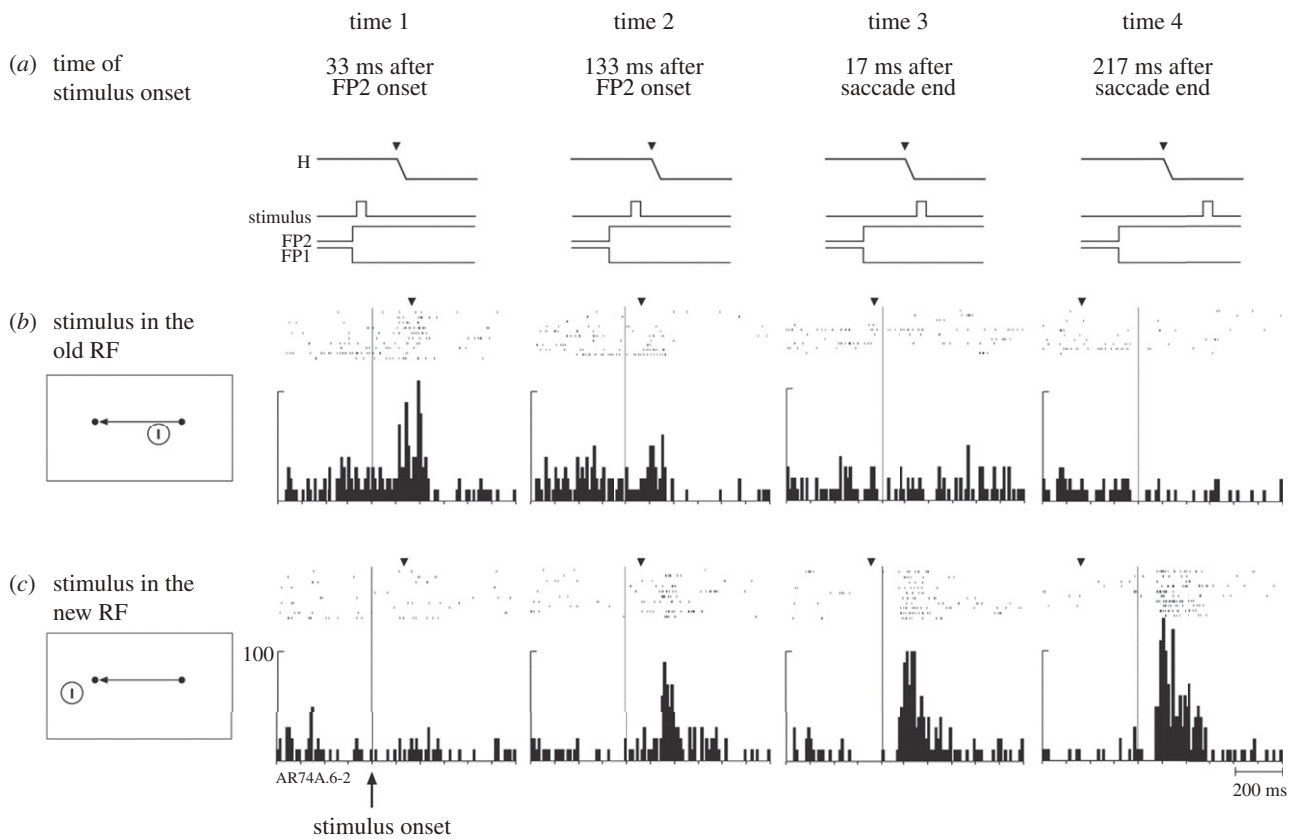 time 1 time 2 time 3 time 4
(a) time of stimulus onset
33 ms after FP2 onset
133 ms after FP2 onset
17 ms after saccade end
217 ms after saccade end
H
stimulus
FP2
FP1
(b) stimulus in the old RF
(c) stimulus in the new RF
100
AR74A.6-2
200 ms
stimulus onset